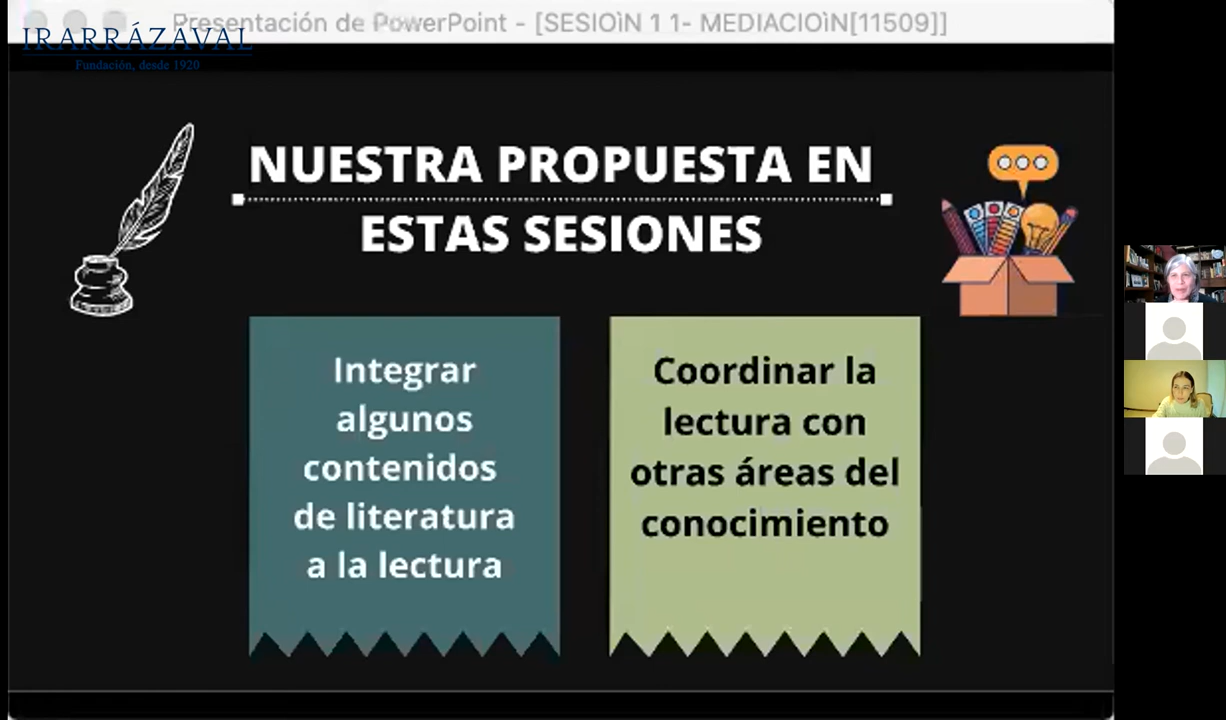 Presentación de PowerPoint - [SESIOÌN 1 1- MEDIACIOÌN[11509]]
IRARRÁZAVAL
Fundación, desde 1920
NUESTRA PROPUESTA EN
ESTAS SESIONES
Integrar
algunos
contenidos
de literatura
a la lectura
Coordinar la
lectura con
otras áreas del
conocimiento